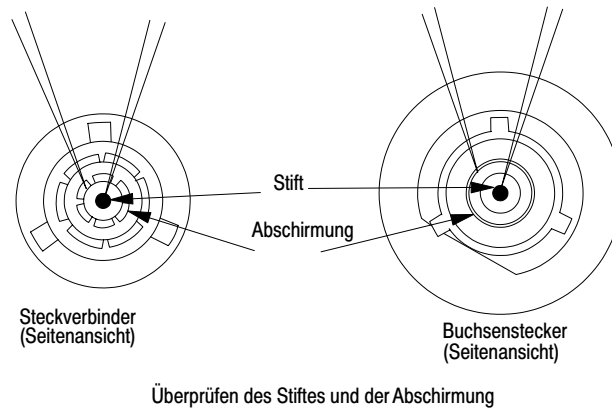 Stift
Abschirmung
Steckverbinder
(Seitenansicht)
Buchsenstecker
(Seitenansicht)
Überprüfen des Stiftes und der Abschirmung